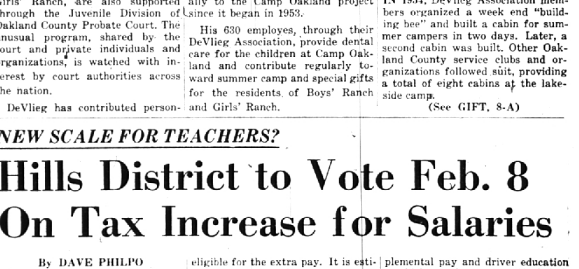 Girls' Ranch, are also supported
through the Juvenile Division of
Oakland County Probate Court. The
unusual program, shared by the
court and private individuals and
organizations, is watched with in-
terest by court authorities across
the nation.
DeVlieg has contributed person-
ally to the Camp Oakland project
since it began in 1953.
His 630 employes, through their
DeVlieg Association, provide dental
care for the children at Camp Oak-
land and contribute regularly to-
ward summer camp and special gifts
for the residents of Boys' Ranch
and Girls' Ranch.
IN 1954, DeVlieg Association mem-
bers organized a week end "build-
ing bee" and built a cabin for sum-
mer campers in two days. Later, a
second cabin was built. Other Oak-
land County service clubs and or-
ganizations followed suit, providing
a total of eight cabins at the lake-
side camp.
(See GIFT, 8-A)
NEW SCALE FOR TEACHERS?
Hills District to Vote Feb. 8
On Tax Increase for Salaries
By DAVE PHILPO
eligible for the extra pay. It is esti-
plemental pay and driver education